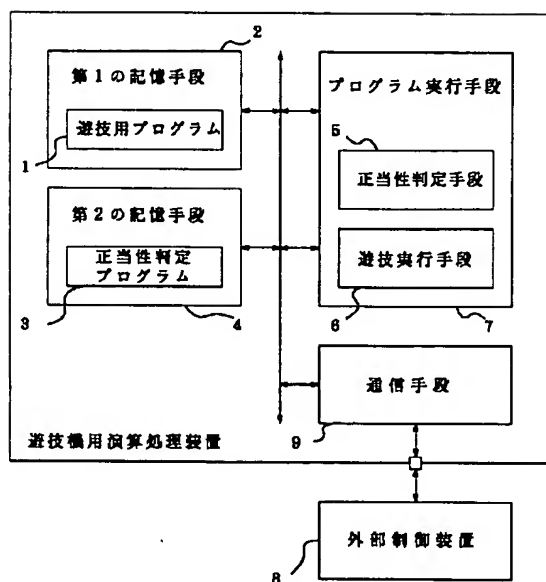 2
第1の記憶手段
遊技用プログラム
1
プログラム実行手段
5
正当性判定手段
遊技実行手段
6
7
第2の記憶手段
正当性判定
プログラム
3
4
通信手段
9
遊技機用演算処理装置
外部制御装置
8